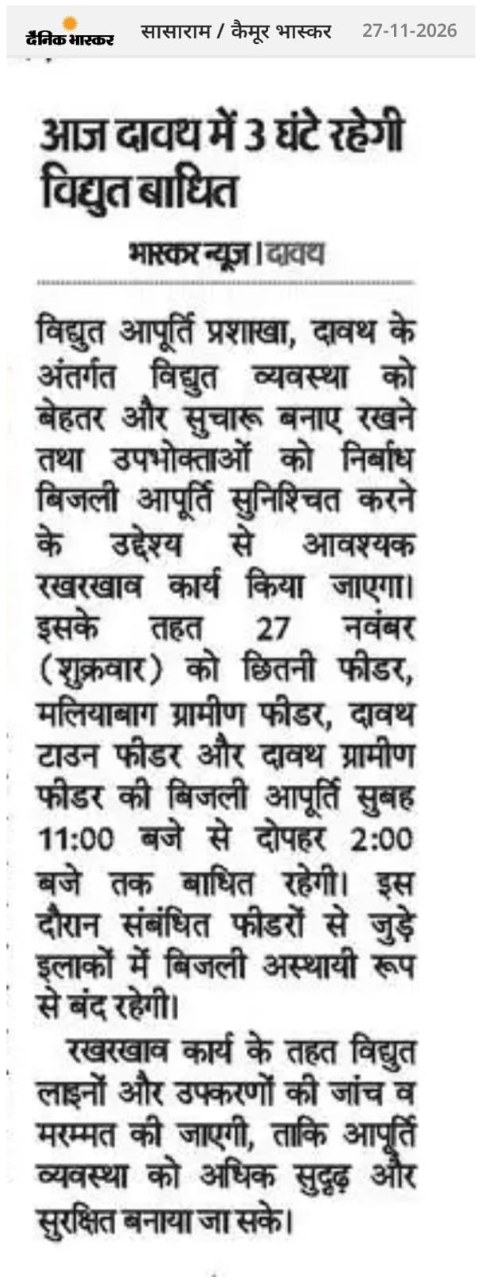 दैनिक भास्कर सासाराम / कैमूर भास्कर 27-11-2026
आज दावथ में 3 घंटे रहेगी
विद्युत बाधित
भास्कर न्यूज | दावथ
विद्युत आपूर्ति प्रशाखा, दावथ के
अंतर्गत विद्युत व्यवस्था को
बेहतर और सुचारू बनाए रखने
तथा उपभोक्ताओं को निर्बाध
बिजली आपूर्ति सुनिश्चित करने
के उद्देश्य से आवश्यक
रखरखाव कार्य किया जाएगा।
इसके तहत 27 नवंबर
(शुक्रवार) को छितनी फीडर,
मलियाबाग ग्रामीण फीडर, दावथ
टाउन फीडर और दावथ ग्रामीण
फीडर की बिजली आपूर्ति सुबह
11:00 बजे से दोपहर 2:00
बजे तक बाधित रहेगी। इस
दौरान संबंधित फीडरों से जुड़े
इलाकों में बिजली अस्थायी रूप
से बंद रहेगी।
रखरखाव कार्य के तहत विद्युत
लाइनों और उपकरणों की जांच व
मरम्मत की जाएगी, ताकि आपूर्ति
व्यवस्था को अधिक सुदृढ़ और
सुरक्षित बनाया जा सके।